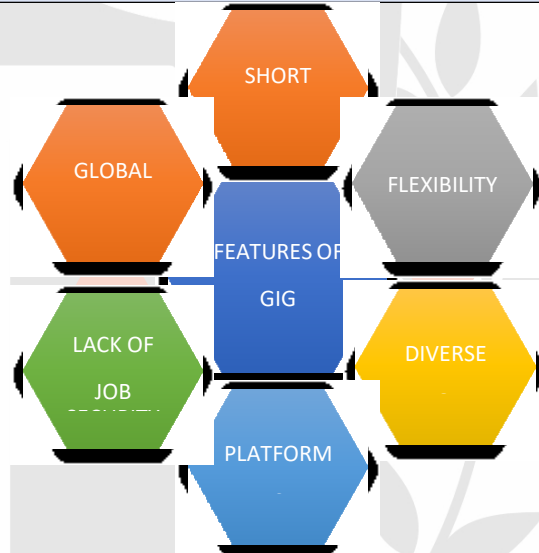 SHORT
GLOBAL
FLEXIBILITY
FEATURES OF
GIG
LACK OF
JOB
DIVERSE
PLATFORM